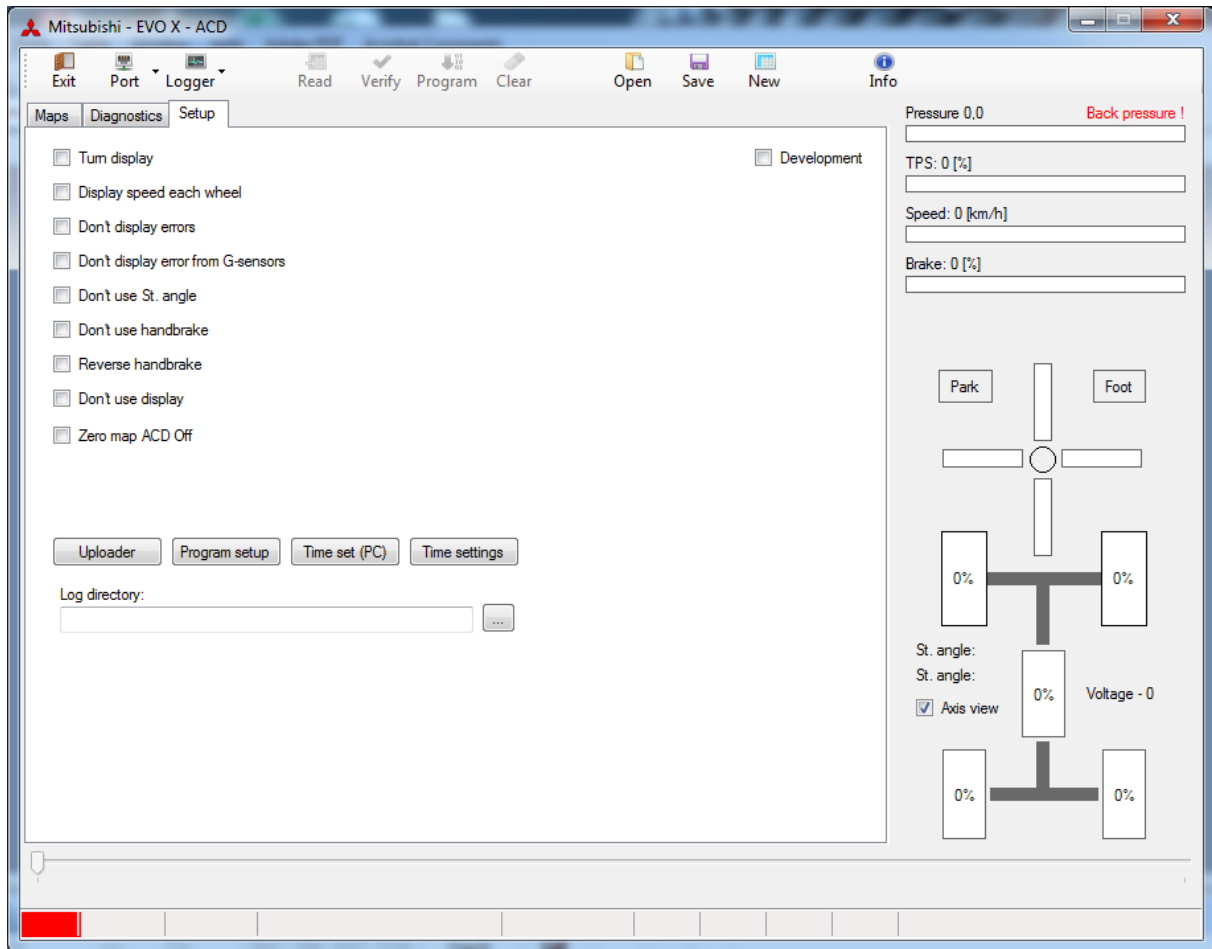 Mitsubishi - EVO X - ACD
Exit Port Logger Read Verify Program Clear Open Save New Info
Maps Diagnostics Setup
Turn display
Development
Display speed each wheel
Don't display errors
Don't display error from G-sensors
Don't use St. angle
Don't use handbrake
Reverse handbrake
Don't use display
Zero map ACD Off
Uploader Program setup Time set (PC) Time settings
Log directory:
...
Pressure 0,0 Back pressure !
TPS: 0 [%]
Speed: 0 [km/h]
Brake: 0 [%]
Park Foot
0% 0%
St. angle:
St. angle:
Axis view
0%
Voltage - 0
0% 0%